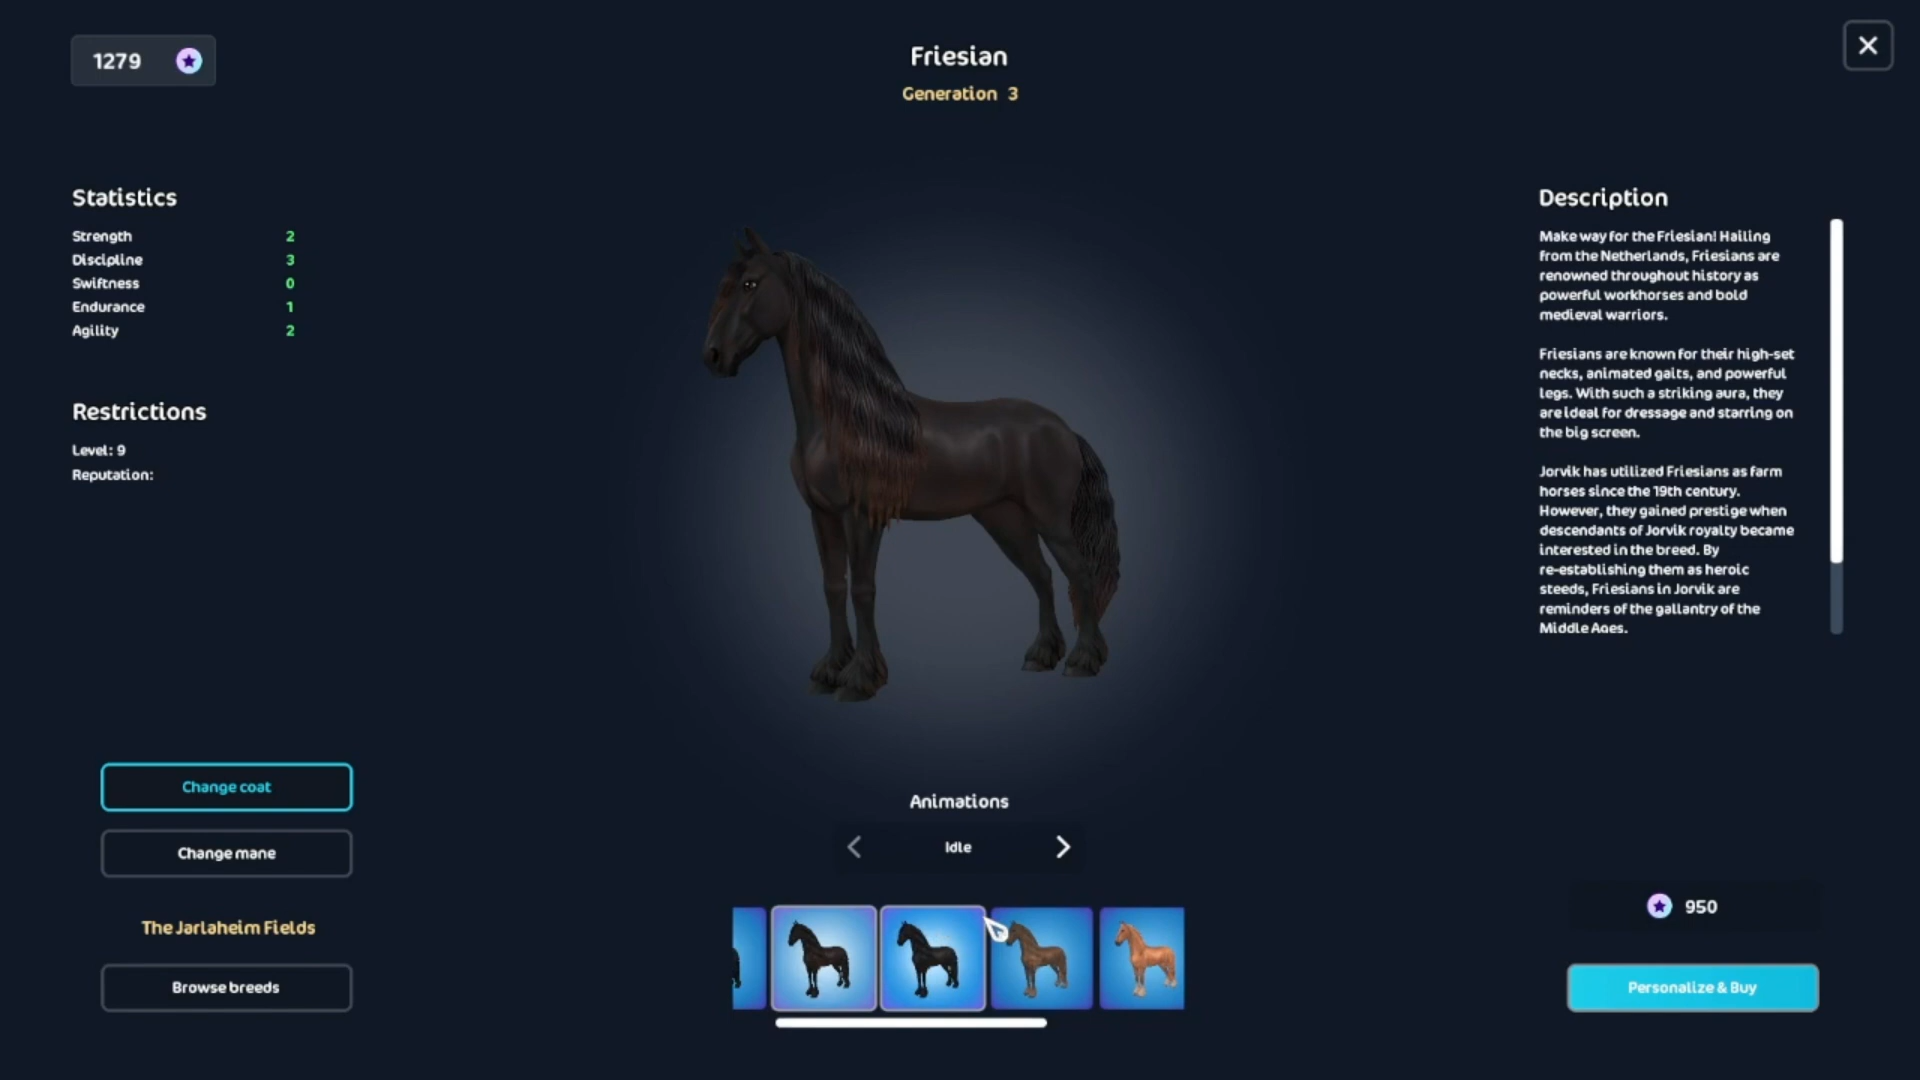 1279
Friesian
Generation 3
Statistics
Strength 2
Discipline 3
Swiftness 0
Endurance 1
Agility 2
Restrictions
Level: 9
Reputation:
Change coat
Change mane
The Jarlaheim Fields
Browse breeds
Animations
Idle
Description
Make way for the Friesian! Hailing
from the Netherlands, Friesians are
renowned throughout history as
powerful workhorses and bold
medieval warriors.
Friesians are known for their high-set
necks, animated gaits, and powerful
legs. With such a striking aura, they
are ideal for dressage and starring on
the big screen.
Jorvik has utilized Friesians as farm
horses since the 19th century.
However, they gained prestige when
descendants of Jorvik royalty became
interested in the breed. By
re-establishing them as heroic
steeds, Friesians in Jorvik are
reminders of the gallantry of the
Middle Ages.
950
Personalize & Buy